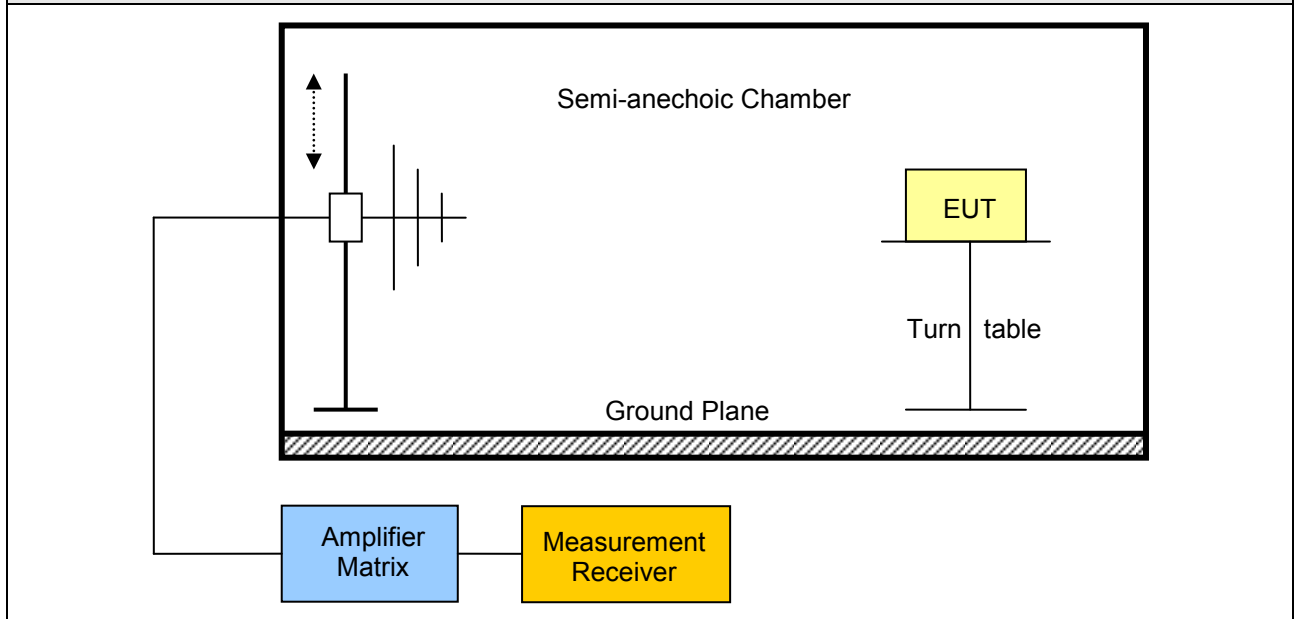 Semi-anechoic Chamber
EUT
Turn table
Ground Plane
Amplifier
Matrix
Measurement
Receiver